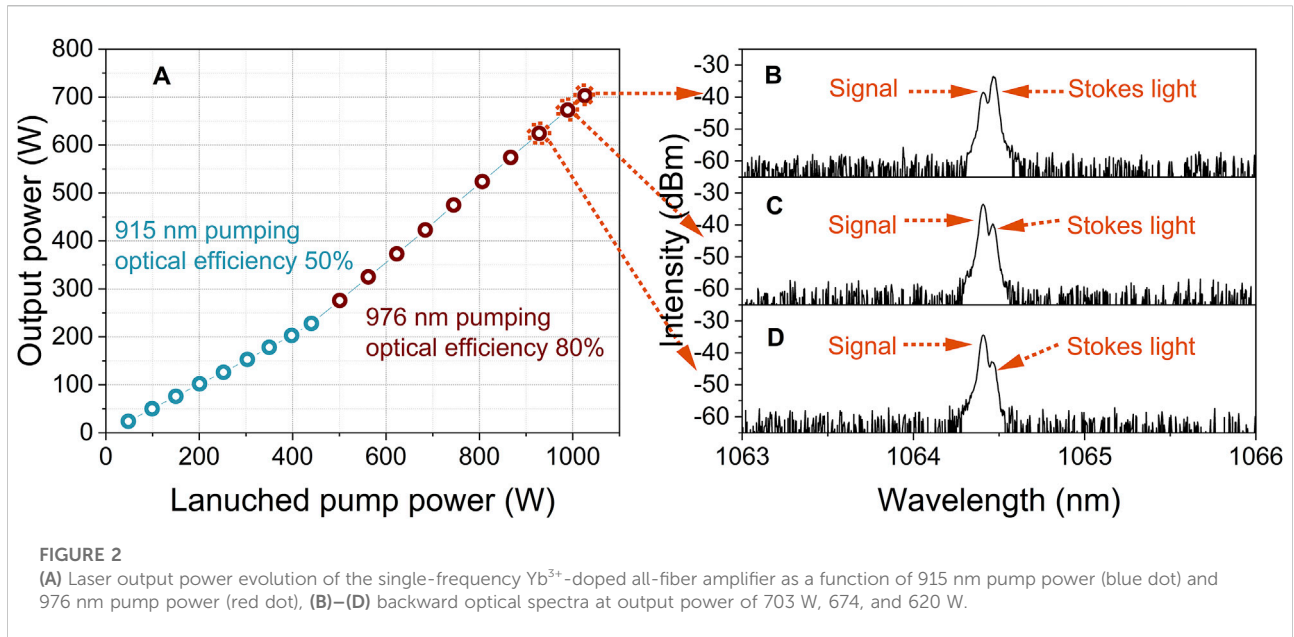 A
800
700
600
500
400
300
200
100
0
Output power (W)
915 nm pumping
optical efficiency 50%
976 nm pumping
optical efficiency 80%
0 200 400 600 800 1000
Lanuched pump power (W)
Intensity (dBm)
B
-30
-40
-50
-60
Signal
Stokes light
C
-30
-40
-50
-60
Signal
Stokes light
D
-30
-40
-50
-60
Signal
Stokes light
1063 1064 1065 1066
Wavelength (nm)
FIGURE 2
(A) Laser output power evolution of the single-frequency Yb³⁺-doped all-fiber amplifier as a function of 915 nm pump power (blue dot) and
976 nm pump power (red dot), (B)–(D) backward optical spectra at output power of 703 W, 674, and 620 W.